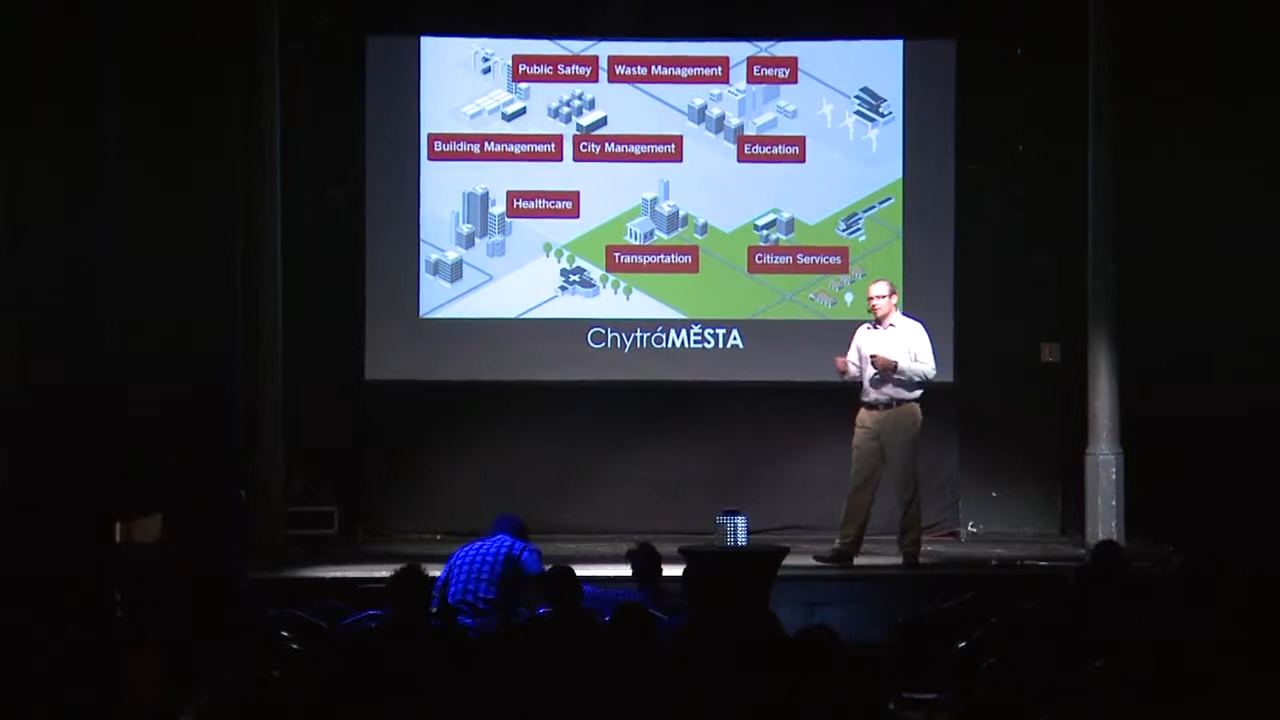 Public Saftey
Waste Management
Energy
Building Management
City Management
Education
Healthcare
Transportation
Citizen Services
ChytráMĚSTA